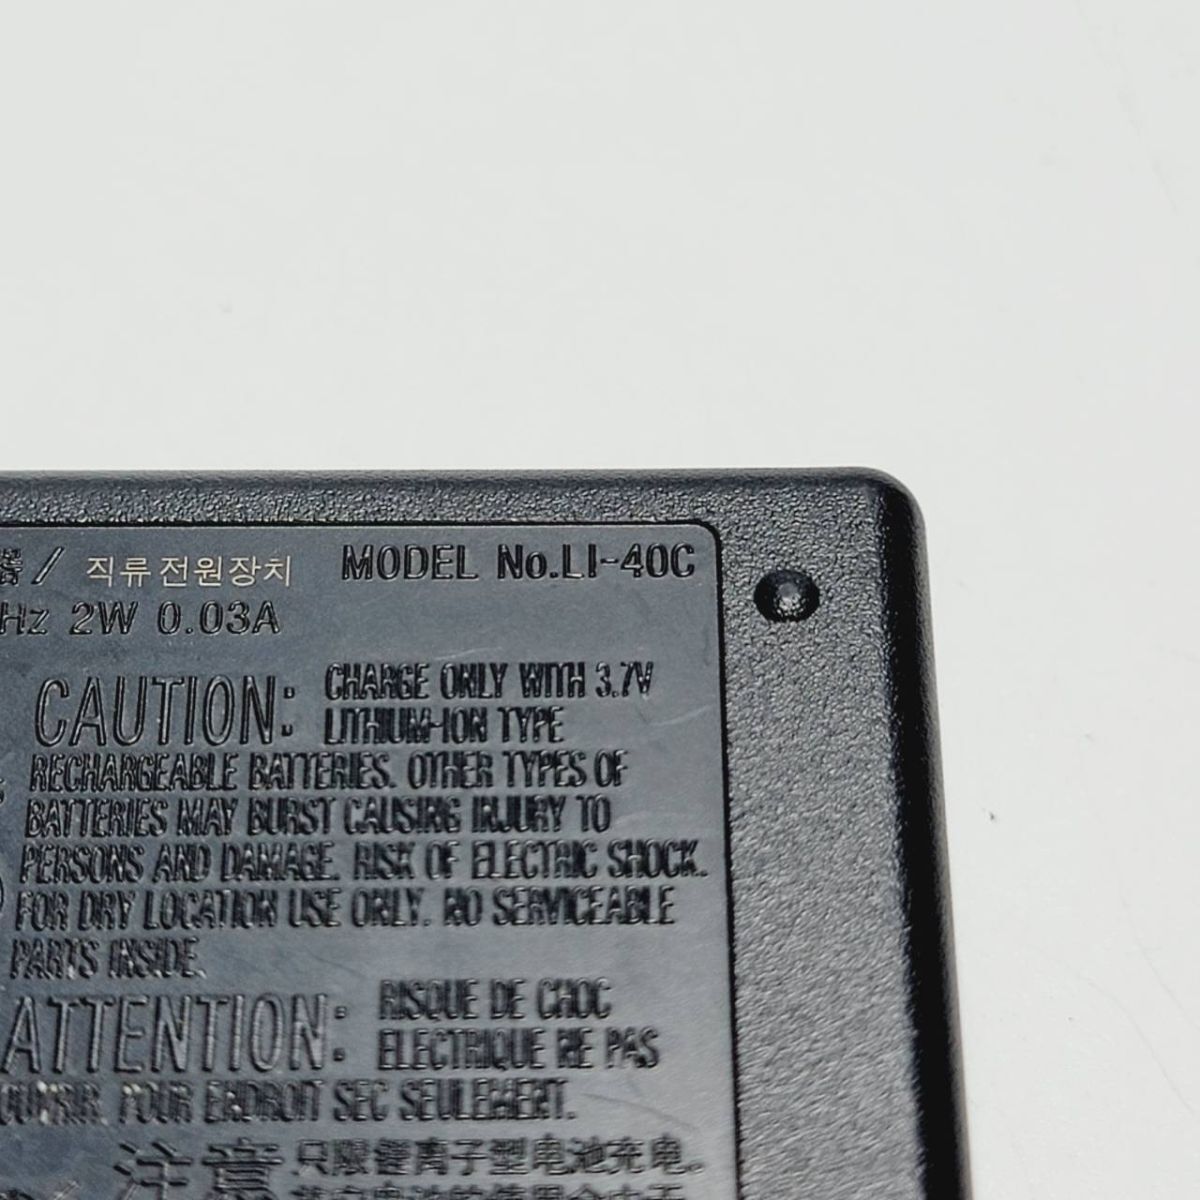 器 / 직류전원장치 MODEL No.LI-40C
Hz 2W 0.03A
CAUTION: CHARGE ONLY WITH 3.7V
LITHIUM-ION TYPE
RECHARGEABLE BATTERIES. OTHER TYPES OF
BATTERIES MAY BURST CAUSING INJURY TO
PERSONS AND DAMAGE. RISK OF ELECTRIC SHOCK.
FOR DRY LOCATION USE ONLY. NO SERVICEABLE
PARTS INSIDE.
ATTENTION: RISQUE DE CHOC
ELECTRIQUE NE PAS
OUVRIR. POUR ENDROIT SEC SEULEMENT.
注意 只限锂离子型电池充电。